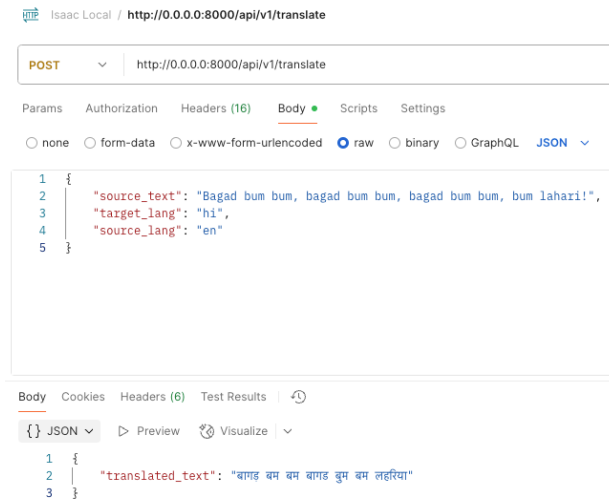 HTTP Isaac Local / http://0.0.0.0:8000/api/v1/translate
POST http://0.0.0.0:8000/api/v1/translate
Params Authorization Headers (16) Body Scripts Settings
none form-data x-www-form-urlencoded raw binary GraphQL JSON
1 {
2 "source_text": "Bagad bum bum, bagad bum bum, bagad bum bum, bum lahari!",
3 "target_lang": "hi",
4 "source_lang": "en"
5 }
Body Cookies Headers (6) Test Results
{} JSON Preview Visualize
1 {
2 "translated_text": "बागड़ बम बम बागड बुम बम लहरिया"
3 }